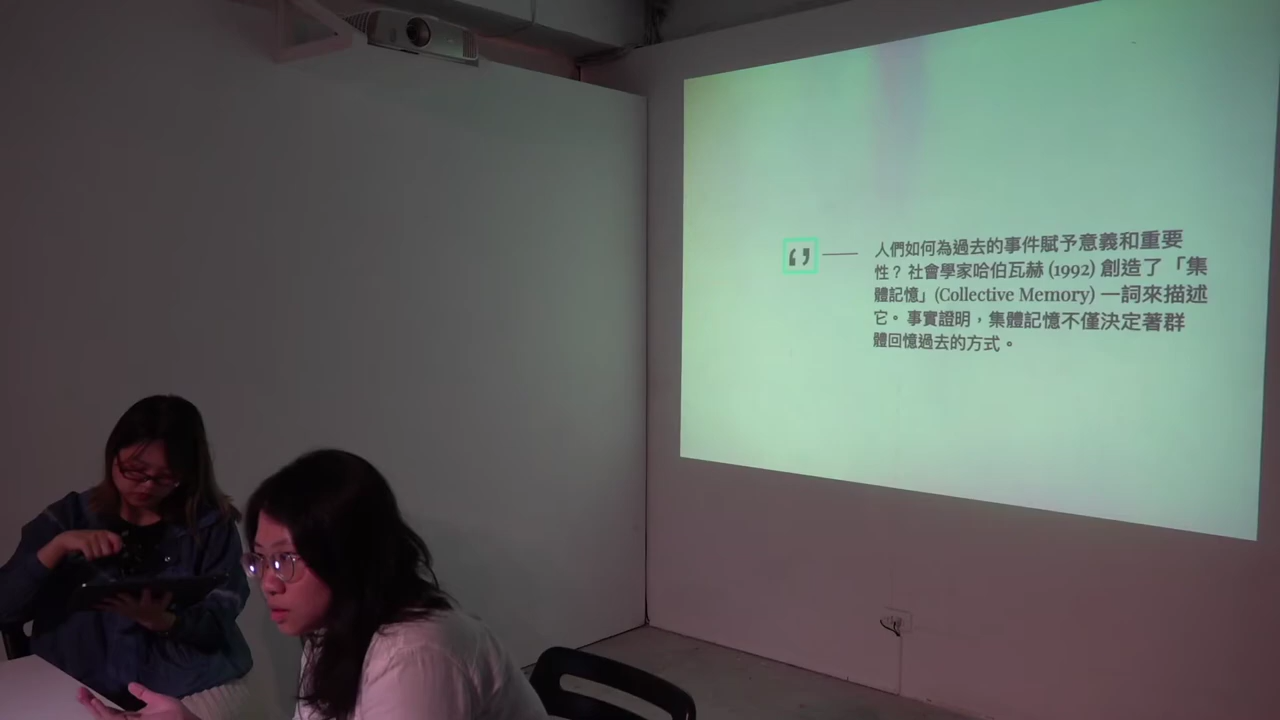 人們如何為過去的事件賦予意義和重要
性？社會學家哈伯瓦赫 (1992) 創造了「集
體記憶」(Collective Memory) 一詞來描述
它。事實證明，集體記憶不僅決定著群
體回憶過去的方式。